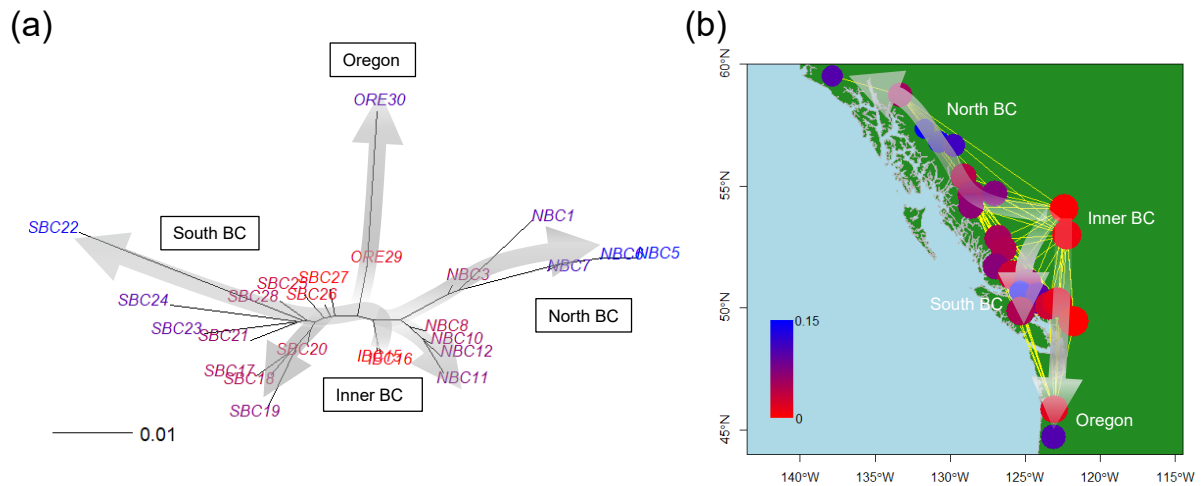 (a)
(b)
Oregon
ORE30
South BC
SBC22
NBC1
NBC6
NBC5
NBC7
NBC3
ORE29
SBC27
SBC25
SBC26
SBC28
SBC24
SBC23
SBC21
SBC20
SBC17
SBC18
SBC19
IBC15
IBC16
NBC8
NBC10
NBC12
NBC11
North BC
Inner BC
0.01
60°N
55°N
50°N
45°N
North BC
Inner BC
South BC
Oregon
0.15
0
140°W
135°W
130°W
125°W
120°W
115°W